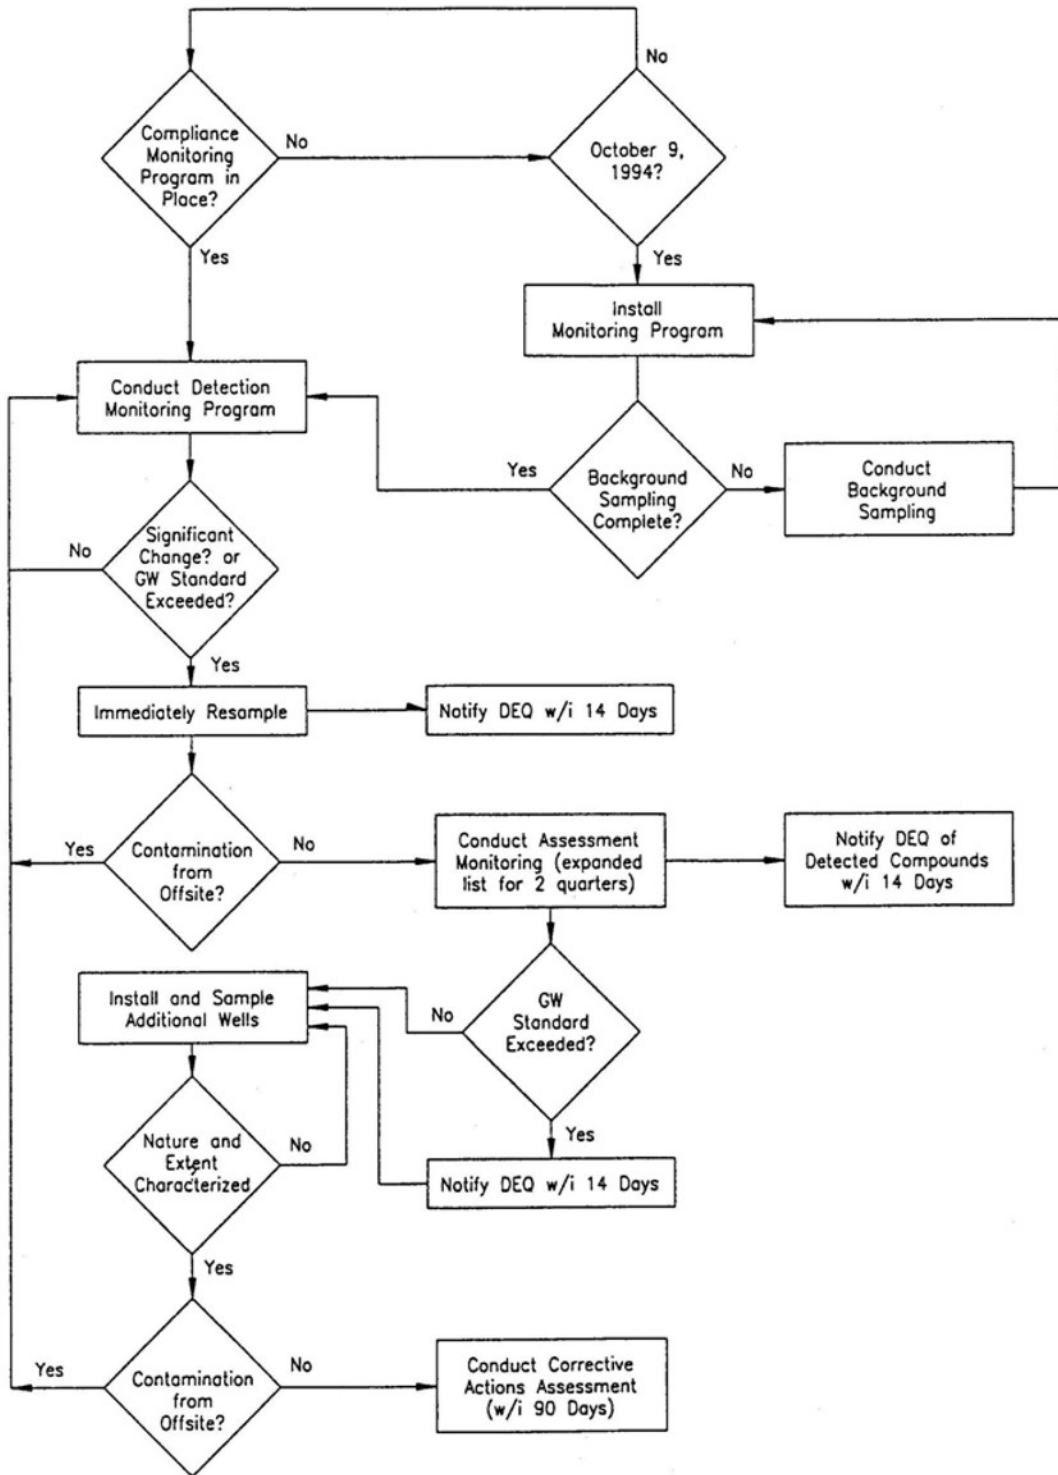 No
Compliance
Monitoring
Program in
Place?
No
October 9,
1994?
Yes
Yes
Install
Monitoring Program
Conduct Detection
Monitoring Program
Yes
Background
Sampling
Complete?
No
Conduct
Background
Sampling
No
Significant
Change? or
GW Standard
Exceeded?
Yes
Immediately Resample
Notify DEQ w/i 14 Days
Yes
Contamination
from
Offsite?
No
Conduct Assessment
Monitoring (expanded
list for 2 quarters)
Notify DEQ of
Detected Compounds
w/i 14 Days
Install and Sample
Additional Wells
No
GW
Standard
Exceeded?
Yes
Nature and
Extent
Characterized
No
Notify DEQ w/i 14 Days
Yes
Yes
Contamination
from
Offsite?
No
Conduct Corrective
Actions Assessment
(w/i 90 Days)